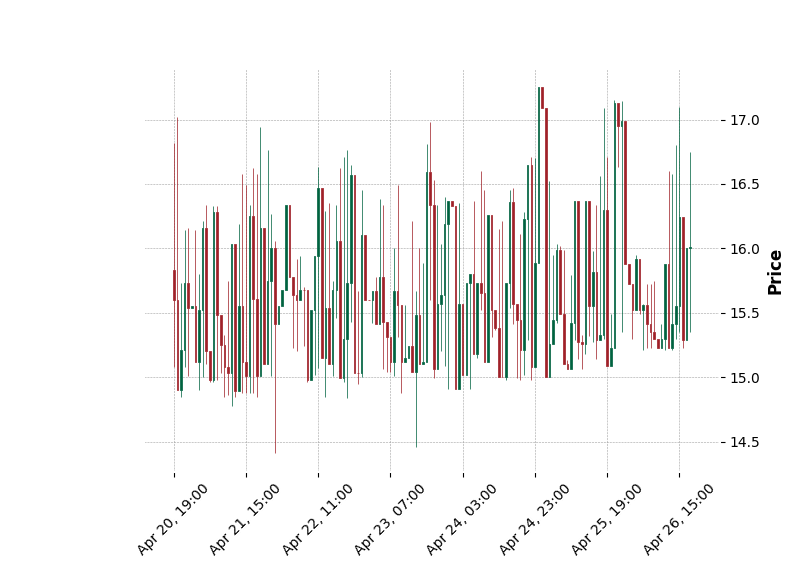 17.0
16.5
16.0
15.5
15.0
14.5
Price
Apr 20, 19:00
Apr 21, 15:00
Apr 22, 11:00
Apr 23, 07:00
Apr 24, 03:00
Apr 24, 23:00
Apr 25, 19:00
Apr 26, 15:00